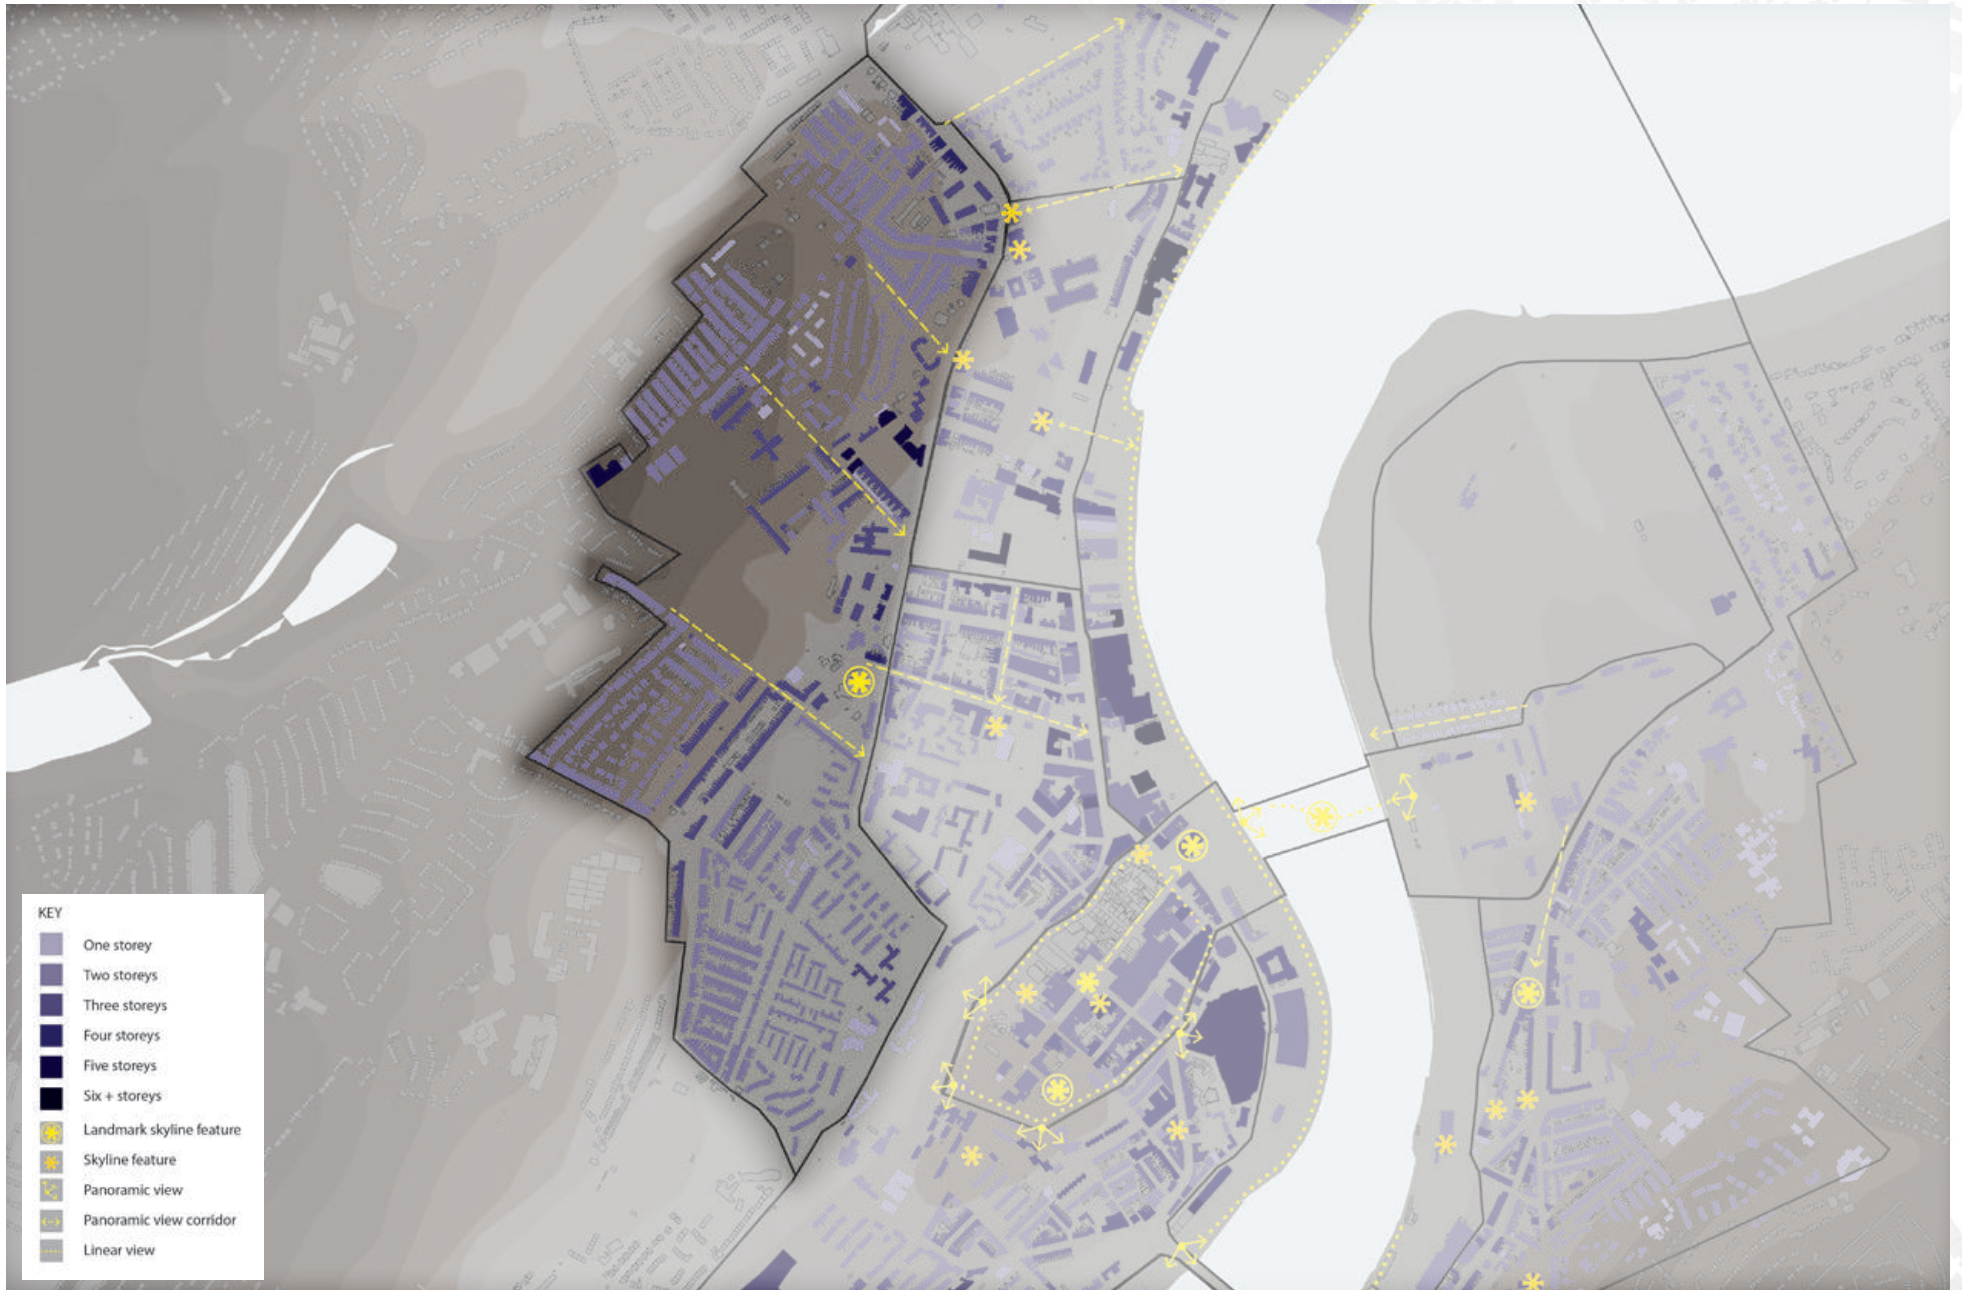 KEY
One storey
Two storeys
Three storeys
Four storeys
Five storeys
Six + storeys
Landmark skyline feature
Skyline feature
Panoramic view
Panoramic view corridor
Linear view